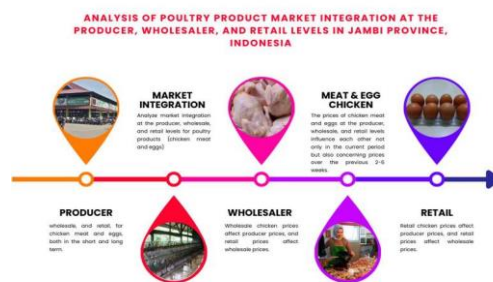 ANALYSIS OF POULTRY PRODUCT MARKET INTEGRATION AT THE
PRODUCER, WHOLESALER, AND RETAIL LEVELS IN JAMBI PROVINCE,
INDONESIA
MARKET
INTEGRATION
Analyze market integration
at the producer, wholesale,
and retail levels for poultry
products (chicken meat
and eggs)
MEAT & EGG
CHICKEN
The prices of chicken meat
and eggs at the producer,
wholesale, and retail levels
influence each other not
only in the current period
but also concerning prices
over the previous 2-6
weeks.
PRODUCER
wholesale, and retail, for
chicken meat and eggs,
both in the short and long
term.
WHOLESALER
Wholesale chicken prices
affect producer prices, and
retail prices affect
wholesale prices.
RETAIL
Retail chicken prices affect
producer prices, and retail
prices affect wholesale
prices.